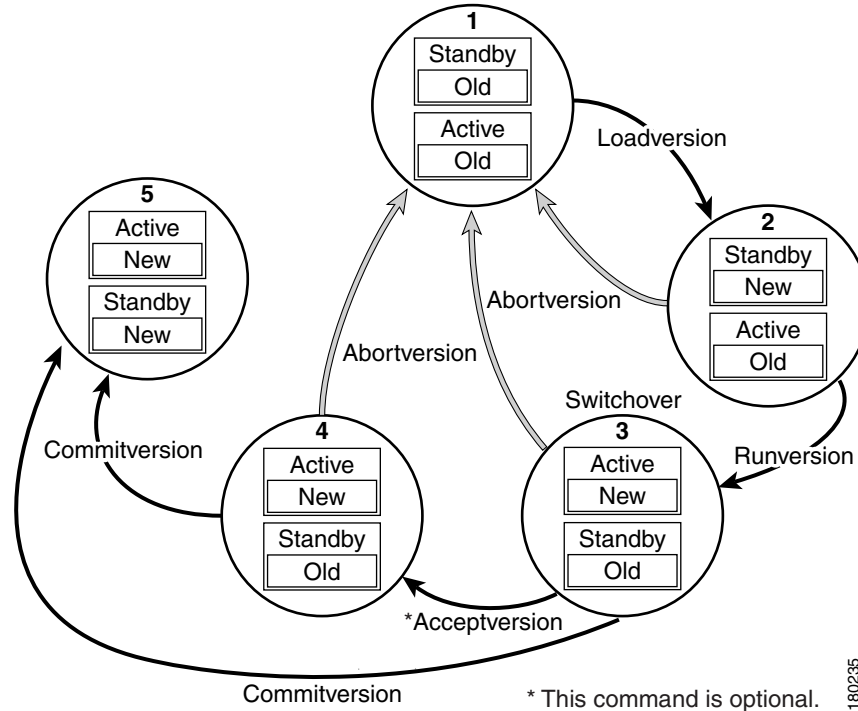 1
Standby
Old
Active
Old
Loadversion
5
Active
New
Standby
New
2
Standby
New
Active
Old
Abortversion
Abortversion
Switchover
Commitversion
4
Active
New
Standby
Old
3
Active
New
Standby
Old
Runversion
*Acceptversion
Commitversion
* This command is optional.
180235